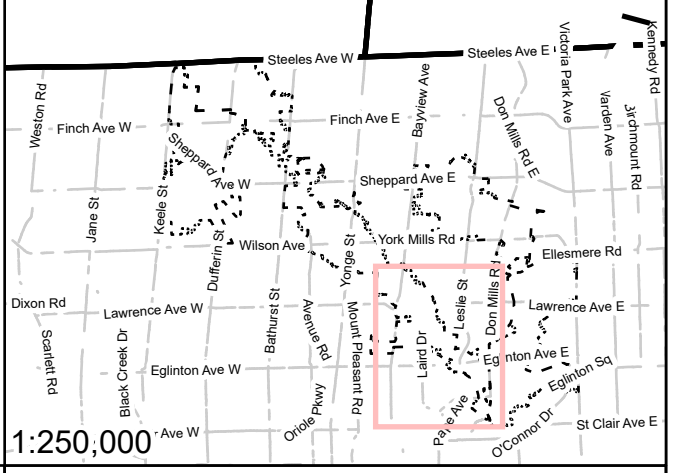 Steeles Ave W
Steeles Ave E
Victoria Park Ave
Kennedy Rd
Weston Rd
Finch Ave W
Finch Ave E
Bayview Ave
Don Mills Rd E
Varden Ave
Birchmount Rd
Sheppard Ave W
Sheppard Ave E
Jane St
Keele St
Dufferin St
Wilson Ave
Yonge St
York Mills Rd
Ellesmere Rd
Dixon Rd
Lawrence Ave W
Bathurst St
Leslie St
Don Mills Rd
Lawrence Ave E
Scarlett Rd
Black Creek Dr
Avenue Rd
Mount Pleasant Rd
Laird Dr
Eglinton Ave W
Eglinton Ave E
Eglinton Sq
1:250,000
Ave W
Oriole Pkwy
Pape Ave
O'Connor Dr
St Clair Ave E